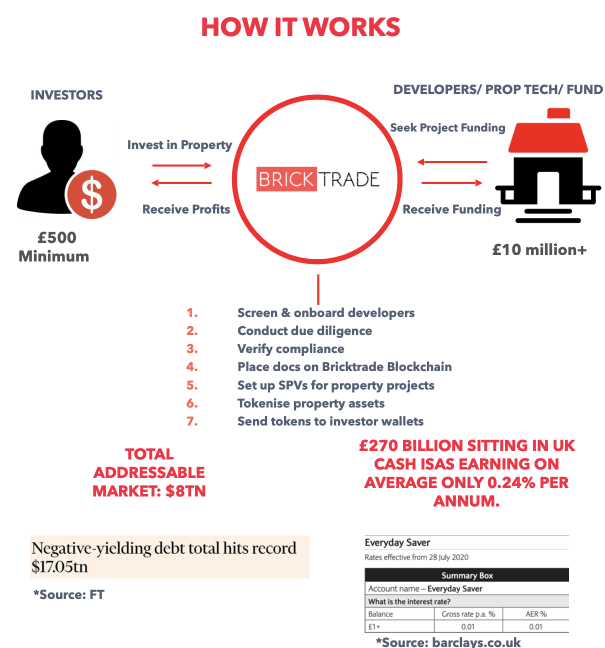 HOW IT WORKS
INVESTORS
DEVELOPERS/ PROP TECH/ FUND
Invest in Property
Seek Project Funding
$
BRICKTRADE
Receive Profits
Receive Funding
£500
Minimum
£10 million+
1. Screen & onboard developers
2. Conduct due diligence
3. Verify compliance
4. Place docs on Bricktrade Blockchain
5. Set up SPVs for property projects
6. Tokenise property assets
7. Send tokens to investor wallets
TOTAL
ADDRESSABLE
MARKET: $8TN
£270 BILLION SITTING IN UK
CASH ISAS EARNING ON
AVERAGE ONLY 0.24% PER
ANNUM.
Negative-yielding debt total hits record
$17.05tn
*Source: FT
Everyday Saver
Rates effective from 28 July 2020
Summary Box
Account name – Everyday Saver
What is the interest rate?
Balance Gross rate p.a. % AER %
£1+ 0.01 0.01
*Source: barclays.co.uk